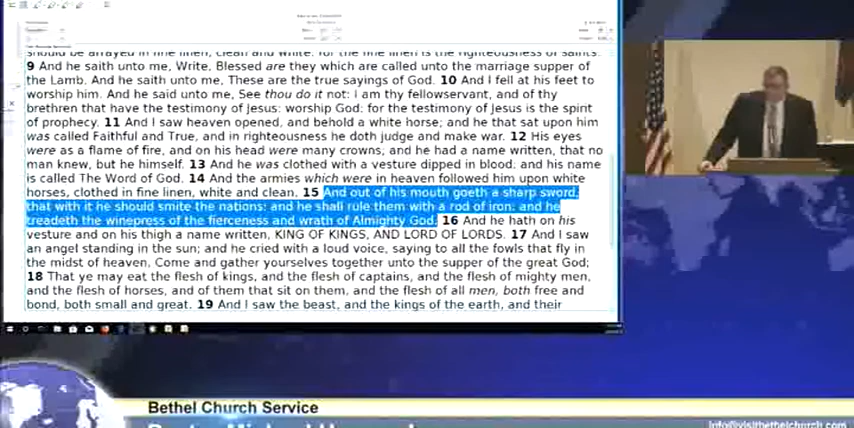 should be arrayed in fine linen, clean and white: for the fine linen is the righteousness of saints.
9 And he saith unto me, Write, Blessed are they which are called unto the marriage supper of
the Lamb. And he saith unto me, These are the true sayings of God. 10 And I fell at his feet to
worship him. And he said unto me, See thou do it not: I am thy fellowservant, and of thy
brethren that have the testimony of Jesus: worship God: for the testimony of Jesus is the spirit
of prophecy. 11 And I saw heaven opened, and behold a white horse; and he that sat upon him
was called Faithful and True, and in righteousness he doth judge and make war. 12 His eyes
were as a flame of fire, and on his head were many crowns; and he had a name written, that no
man knew, but he himself. 13 And he was clothed with a vesture dipped in blood: and his name
is called The Word of God. 14 And the armies which were in heaven followed him upon white
horses, clothed in fine linen, white and clean. 15 And out of his mouth goeth a sharp sword,
that with it he should smite the nations: and he shall rule them with a rod of iron: and he
treadeth the winepress of the fierceness and wrath of Almighty God. 16 And he hath on his
vesture and on his thigh a name written, KING OF KINGS, AND LORD OF LORDS. 17 And I saw
an angel standing in the sun; and he cried with a loud voice, saying to all the fowls that fly in
the midst of heaven, Come and gather yourselves together unto the supper of the great God;
18 That ye may eat the flesh of kings, and the flesh of captains, and the flesh of mighty men,
and the flesh of horses, and of them that sit on them, and the flesh of all men, both free and
bond, both small and great. 19 And I saw the beast, and the kings of the earth, and their
Bethel Church Service
info@visitbethelchurch.com